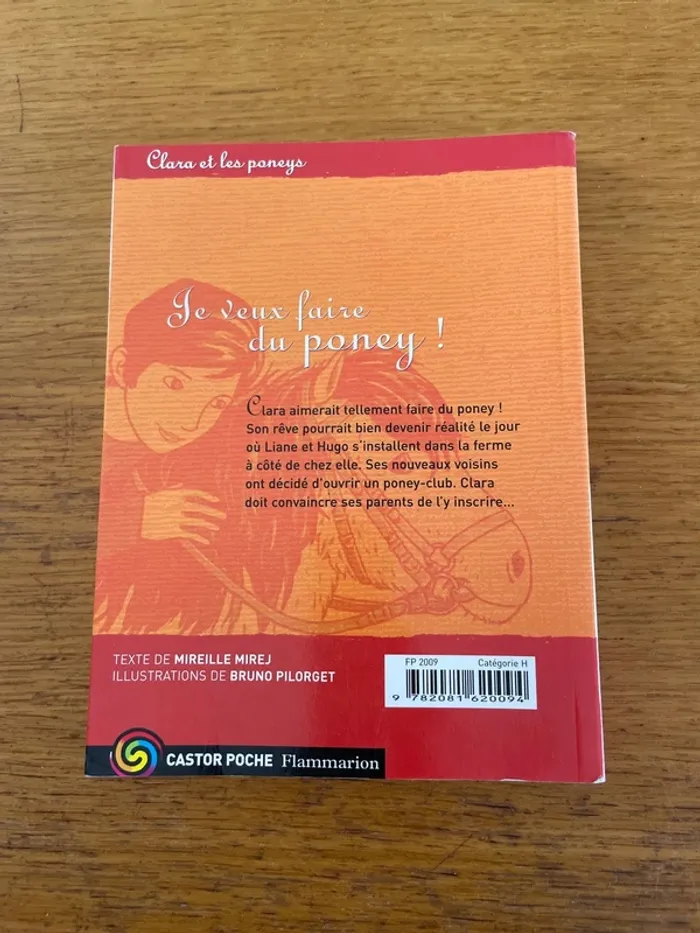 Clara et les poneys
Je veux faire
du poney !
Clara aimerait tellement faire du poney !
Son rêve pourrait bien devenir réalité le jour
où Liane et Hugo s'installent dans la ferme
à côté de chez elle. Ses nouveaux voisins
ont décidé d'ouvrir un poney-club. Clara
doit convaincre ses parents de l'y inscrire...
TEXTE DE MIREILLE MIREJ
ILLUSTRATIONS DE BRUNO PILORGET
FP 2009 Catégorie H
9 782081 620094
CASTOR POCHE Flammarion